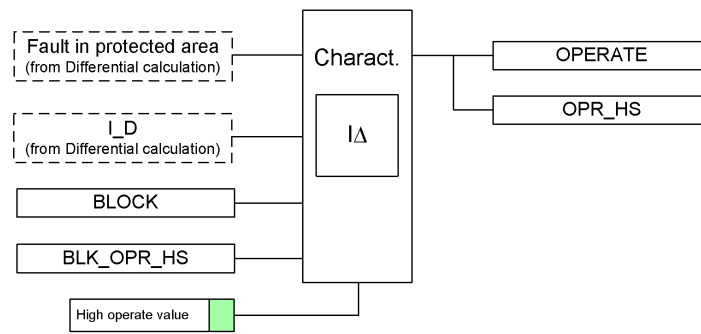 Fault in protected area
(from Differential calculation)
Charact.
OPERATE
OPR_HS
I_D
(from Differential calculation)
IΔ
BLOCK
BLK_OPR_HS
High operate value